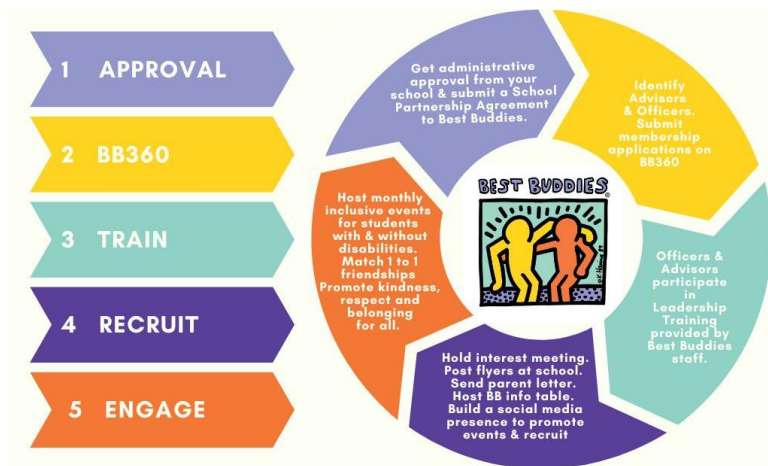 1 APPROVAL
2 BB360
3 TRAIN
4 RECRUIT
5 ENGAGE
Get administrative
approval from your
school & submit a School
Partnership Agreement
to Best Buddies.
Identify
Advisors
& Officers.
Submit
membership
applications on
BB360
Officers &
Advisors
participate
in
Leadership
Training
provided by
Best Buddies
staff.
Hold interest meeting.
Post flyers at school.
Send parent letter.
Host BB info table.
Build a social media
presence to promote
events & recruit
Host monthly
inclusive events
for students
with & without
disabilities.
Match 1 to 1
friendships
Promote kindness,
respect and
belonging
for all.
BEST BUDDIES®